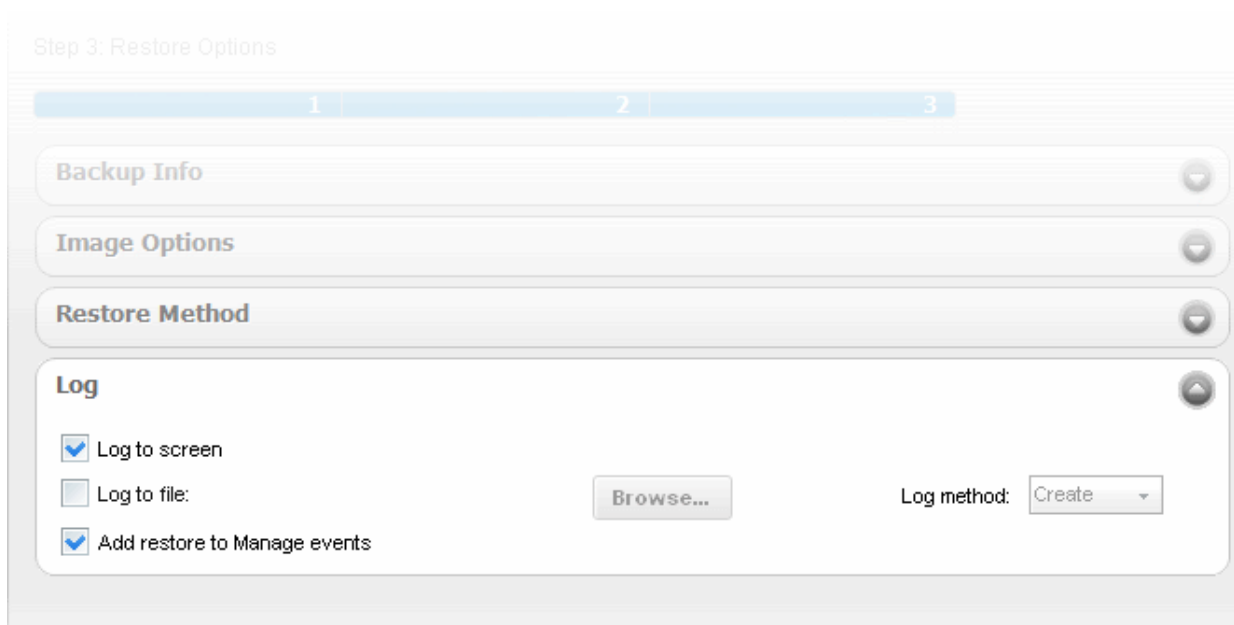 Step 3: Restore Options
1 2 3
Backup Info
Image Options
Restore Method
Log
Log to screen
Log to file: Browse... Log method: Create
Add restore to Manage events